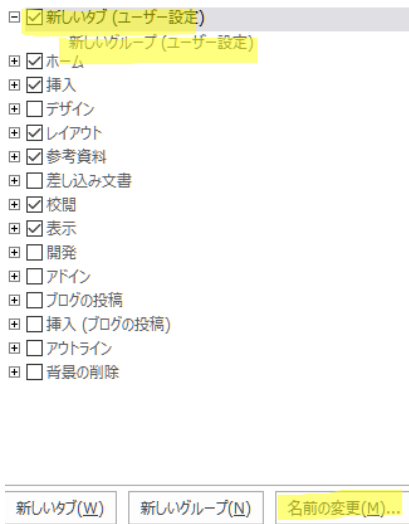 新しいタブ (ユーザー設定)
新しいグループ (ユーザー設定)
ホーム
挿入
デザイン
レイアウト
参考資料
差し込み文書
校閲
表示
開発
アドイン
ブログの投稿
挿入 (ブログの投稿)
アウトライン
背景の削除
新しいタブ(W) 新しいグループ(N) 名前の変更(M)...